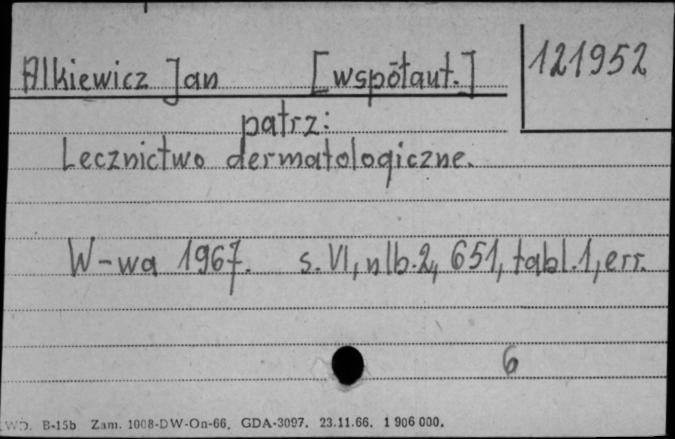 Alkiewicz Jan [współaut.] 121952
patrz:
Lecznictwo dermatologiczne.
W-wa 1967. s. VI, nlb. 2, 651, tabl. 1, err.
6
WD. B-15b Zam. 1008-DW-On-66. GDA-3097. 23.11.66. 1 906 000.